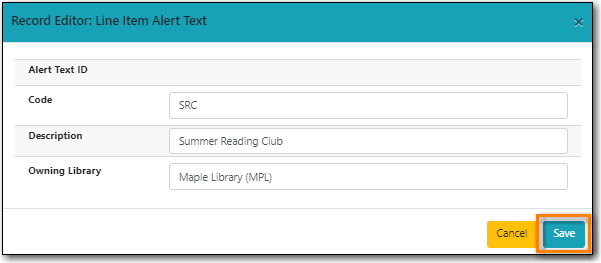 Record Editor: Line Item Alert Text ×
Alert Text ID
Code SRC
Description Summer Reading Club
Owning Library Maple Library (MPL)
Cancel Save